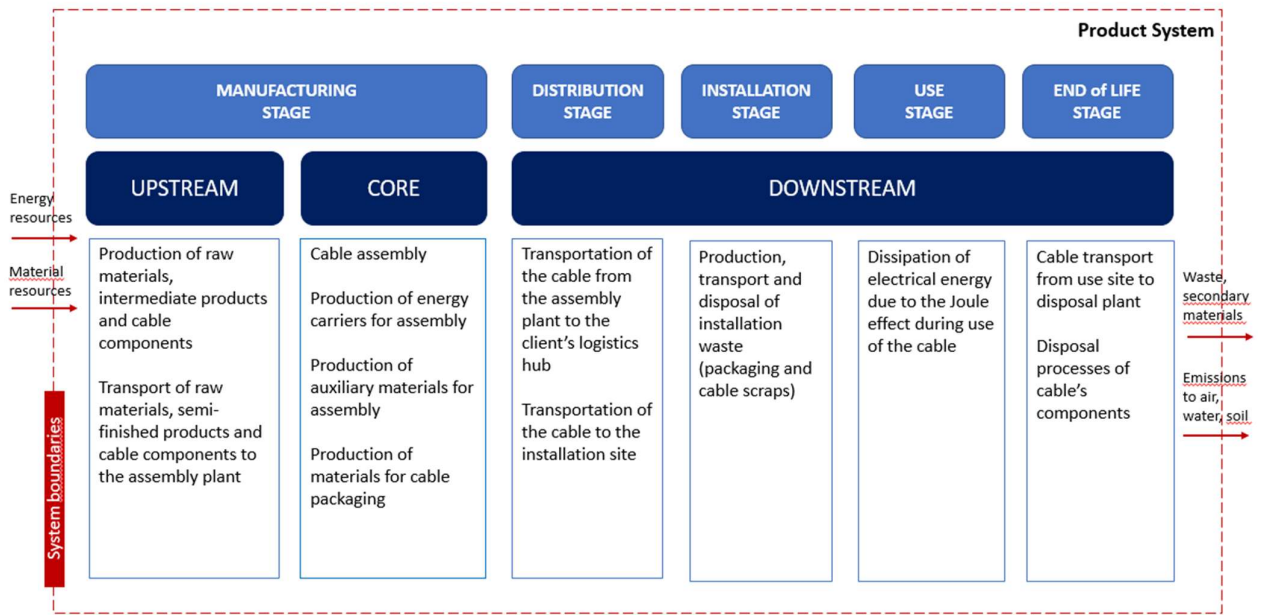 Product System
MANUFACTURING
STAGE
DISTRIBUTION
STAGE
INSTALLATION
STAGE
USE
STAGE
END of LIFE
STAGE
UPSTREAM
CORE
DOWNSTREAM
Energy
resources
Material
resources
System boundaries
Production of raw
materials,
intermediate products
and cable
components
Transport of raw
materials, semi-
finished products and
cable components to
the assembly plant
Cable assembly
Production of energy
carriers for assembly
Production of
auxiliary materials for
assembly
Production of
materials for cable
packaging
Transportation of
the cable from
the assembly
plant to the
client’s logistics
hub
Transportation of
the cable to the
installation site
Production,
transport and
disposal of
installation
waste
(packaging and
cable scraps)
Dissipation of
electrical energy
due to the Joule
effect during use
of the cable
Cable transport
from use site to
disposal plant
Disposal
processes of
cable’s
components
Waste,
secondary
materials
Emissions
to air,
water, soil